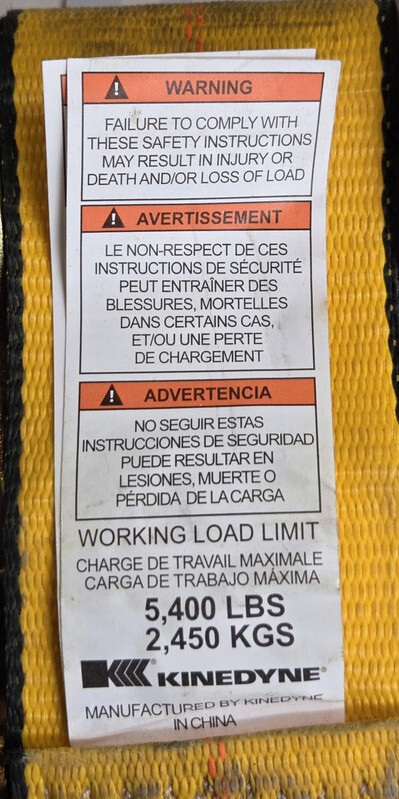 WARNING
FAILURE TO COMPLY WITH
THESE SAFETY INSTRUCTIONS
MAY RESULT IN INJURY OR
DEATH AND/OR LOSS OF LOAD
AVERTISSEMENT
LE NON-RESPECT DE CES
INSTRUCTIONS DE SÉCURITÉ
PEUT ENTRAÎNER DES
BLESSURES, MORTELLES
DANS CERTAINS CAS,
ET/OU UNE PERTE
DE CHARGEMENT
ADVERTENCIA
NO SEGUIR ESTAS
INSTRUCCIONES DE SEGURIDAD
PUEDE RESULTAR EN
LESIONES, MUERTE O
PÉRDIDA DE LA CARGA
WORKING LOAD LIMIT
CHARGE DE TRAVAIL MAXIMALE
CARGA DE TRABAJO MÁXIMA
5,400 LBS
2,450 KGS
KINEDYNE®
MANUFACTURED BY KINEDYNE
IN CHINA